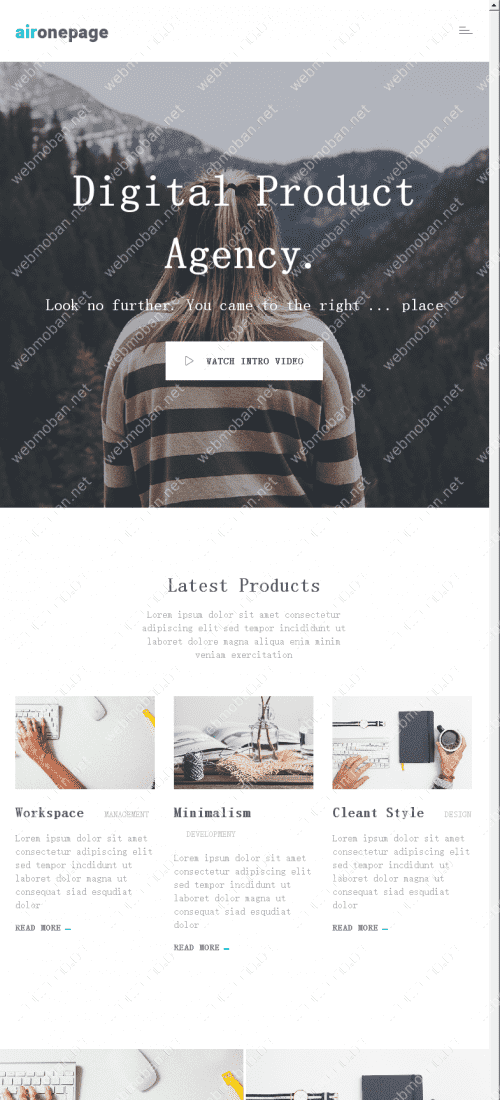 aironepage
Digital Product
Agency.
Look no further. You came to the right ... place
WATCH INTRO VIDEO
Latest Products
Lorem ipsum dolor sit amet consectetur
adipiscing elit sed tempor incididunt ut
laboret dolore magna aliqua enim minim
veniam exercitation
Workspace MANAGMENT
Lorem ipsum dolor sit amet
consectetur adipiscing elit
sed tempor incdidunt ut
laboret dolor magna ut
consequat siad esqudiat
dolor
READ MORE
Minimalism
DEVELOPMENT
Lorem ipsum dolor sit amet
consectetur adipiscing elit
sed tempor incdidunt ut
laboret dolor magna ut
consequat siad esqudiat
dolor
READ MORE
Cleant Style DESIGN
Lorem ipsum dolor sit amet
consectetur adipiscing elit
sed tempor incdidunt ut
laboret dolor magna ut
consequat siad esqudiat
dolor
READ MORE
webmoban.net